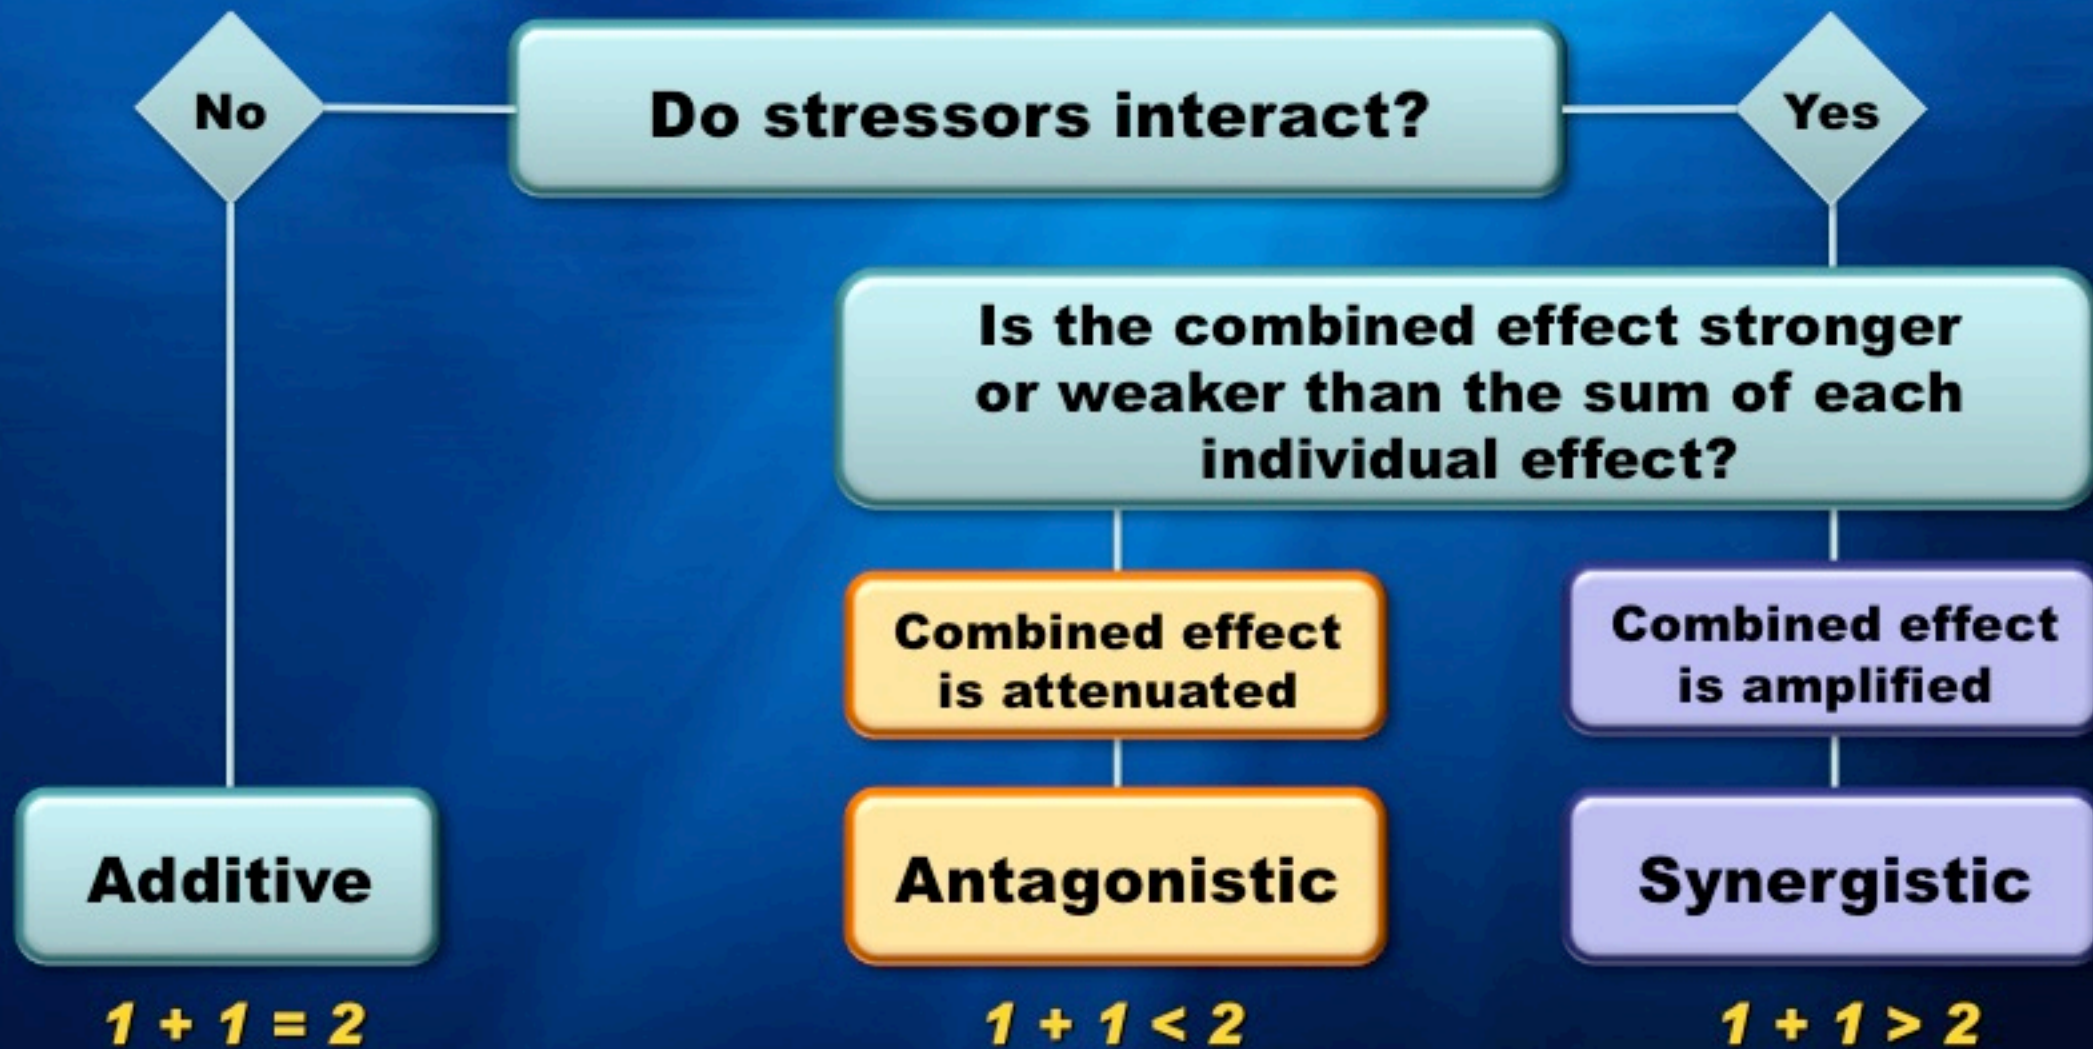 No
Do stressors interact?
Yes
Is the combined effect stronger
or weaker than the sum of each
individual effect?
Combined effect
is attenuated
Combined effect
is amplified
Additive
Antagonistic
Synergistic
1 + 1 = 2
1 + 1 < 2
1 + 1 > 2